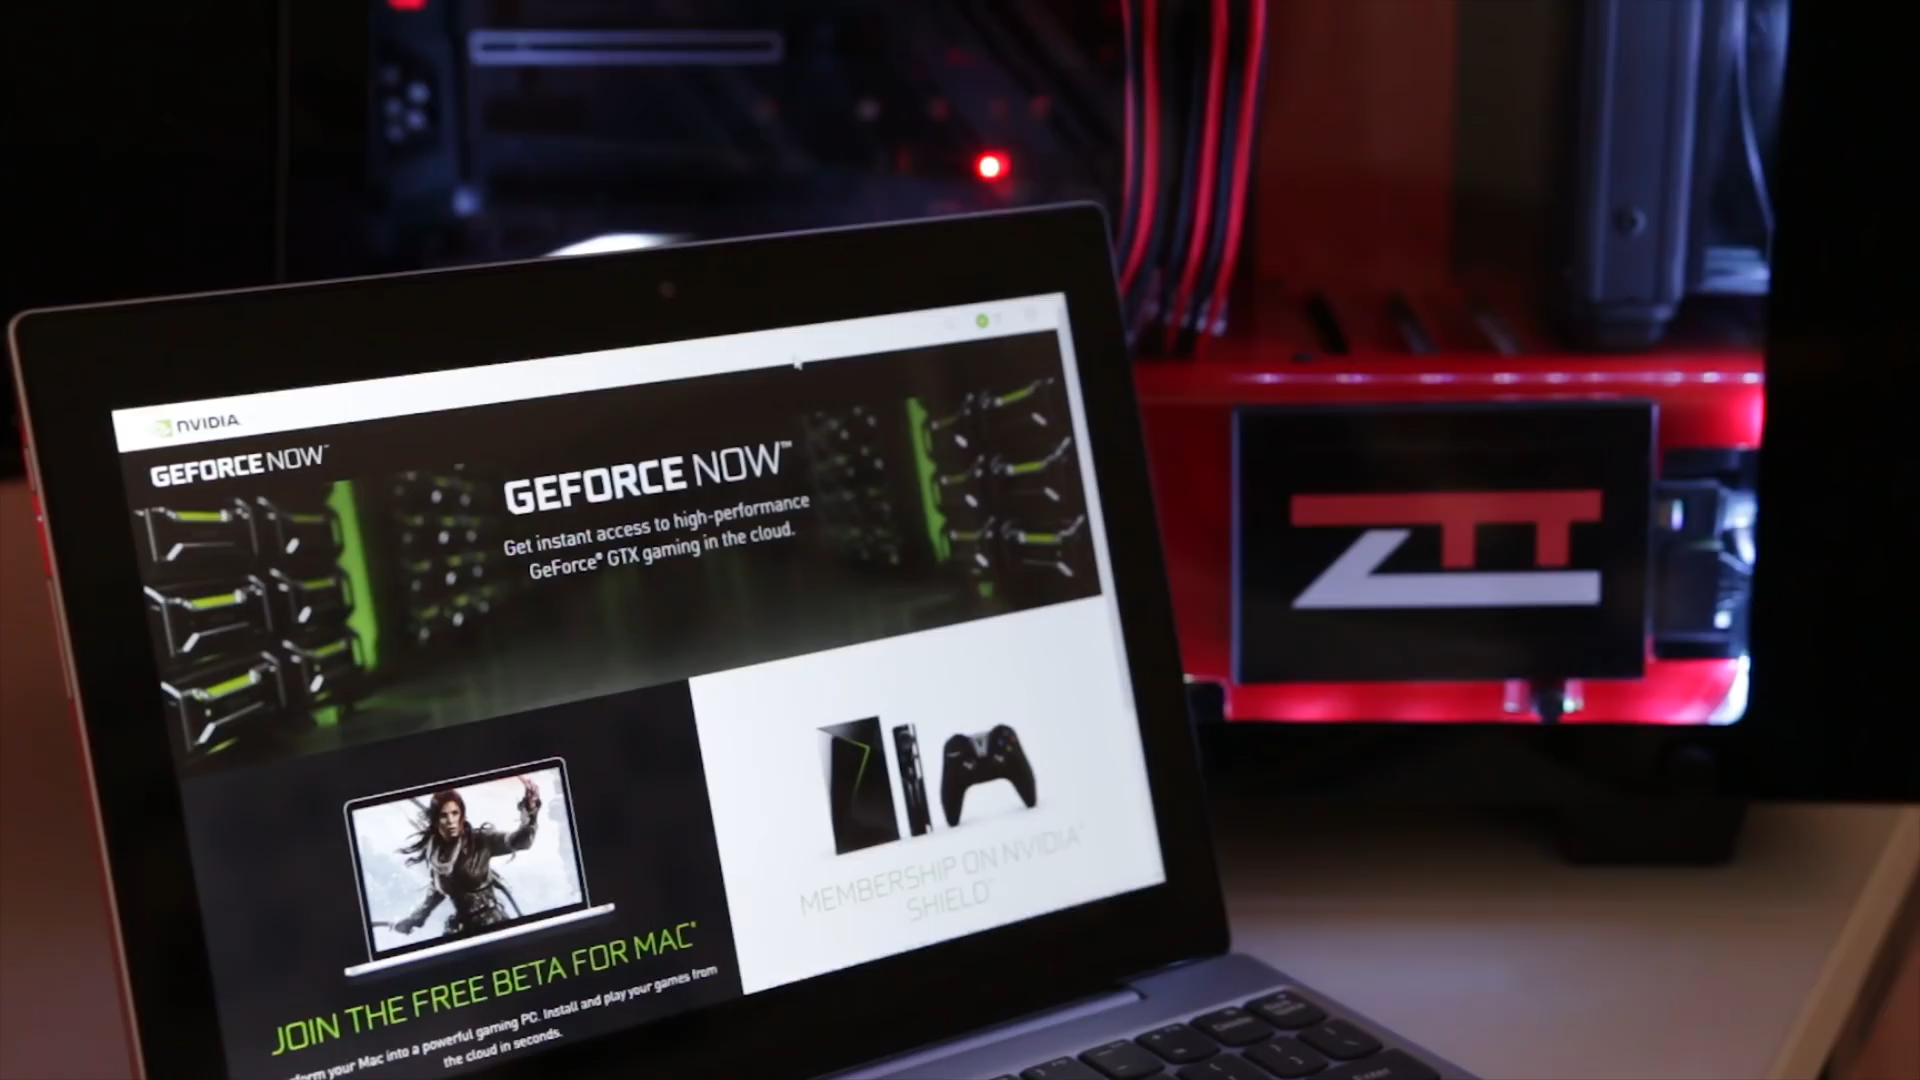 NVIDIA.
GEFORCE NOW™
GEFORCE NOW™
Get instant access to high-performance
GeForce® GTX gaming in the cloud.
JOIN THE FREE BETA FOR MAC*
your Mac into a powerful gaming PC. Install and play your games from
the cloud in seconds.
MEMBERSHIP ON NVIDIA
SHIELD™